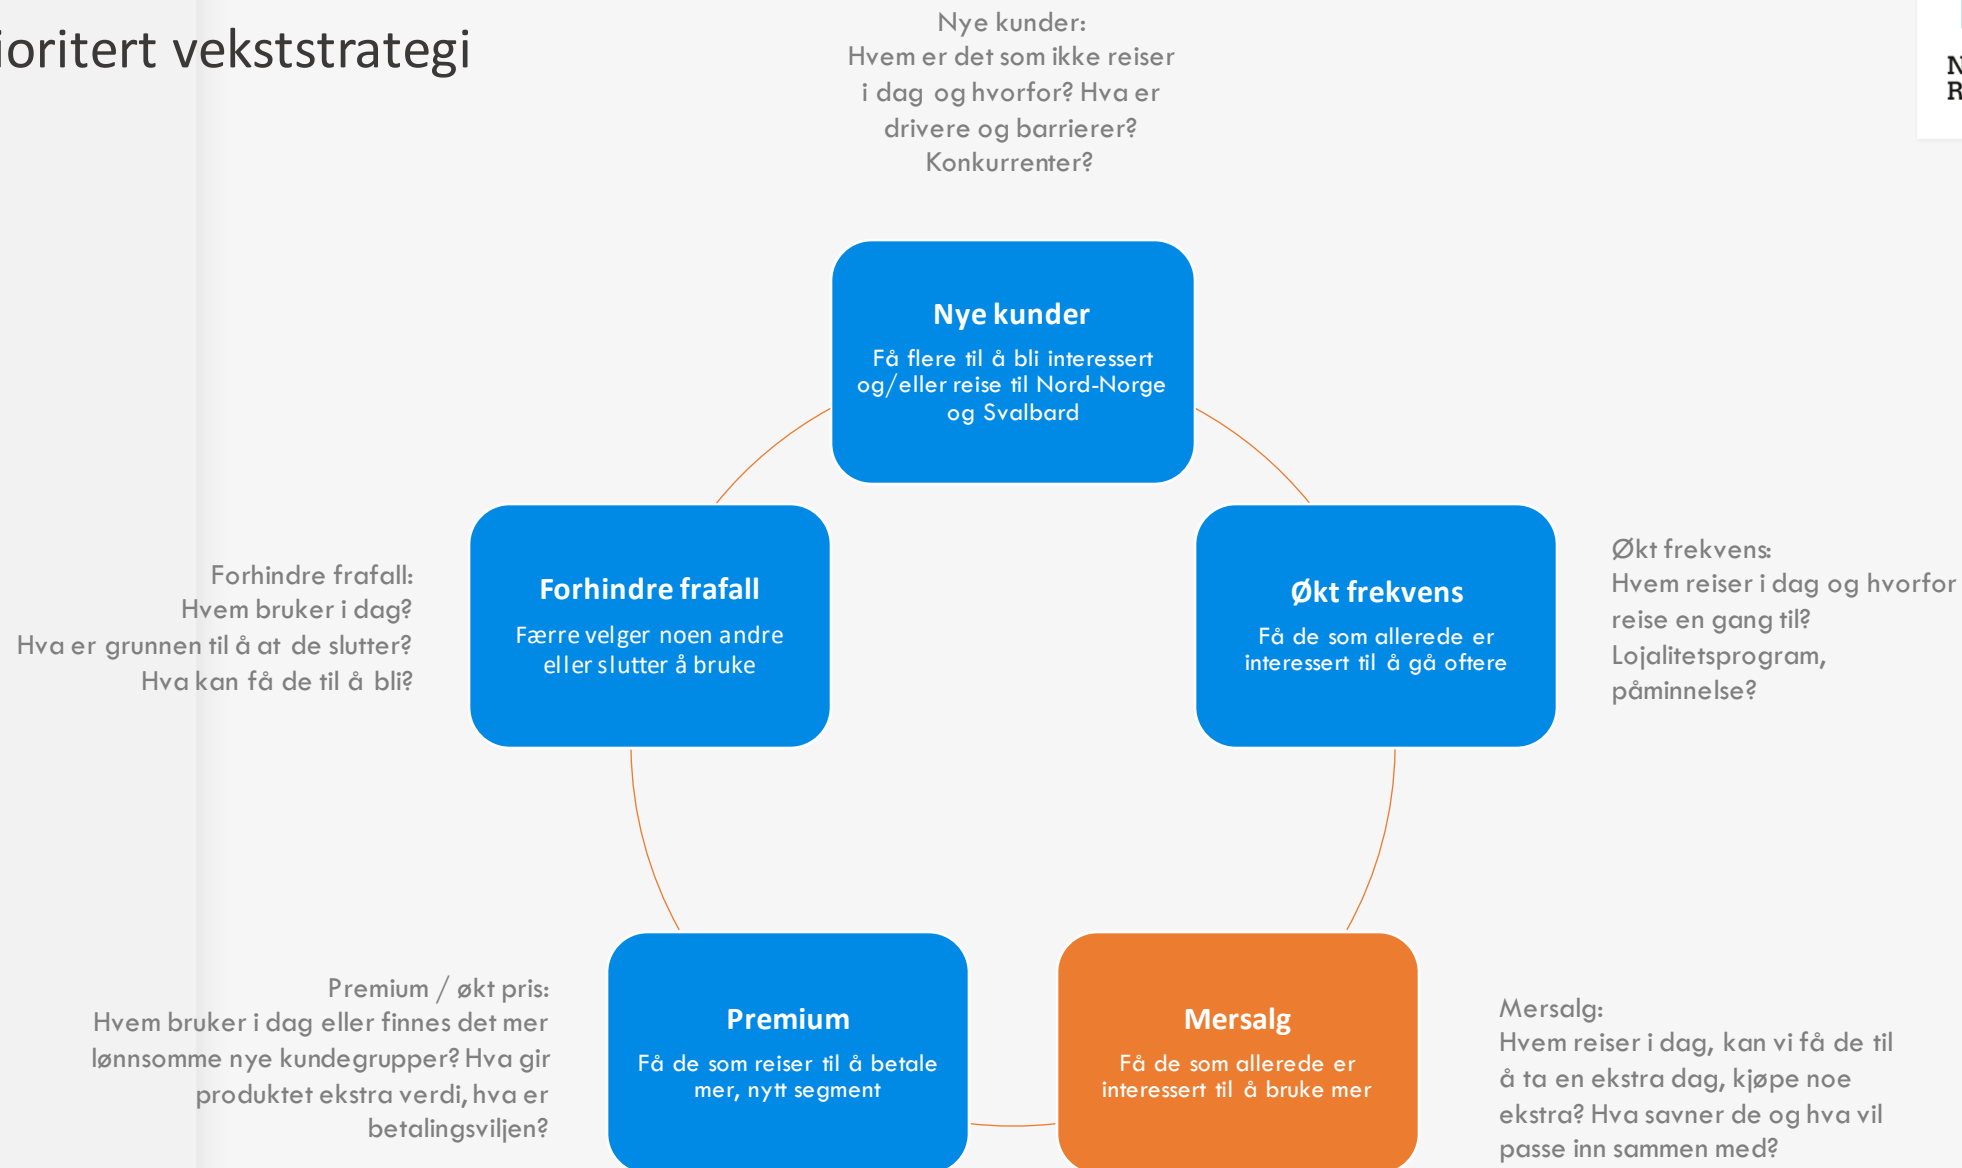 ioritert vekststrategi
Nye kunder:
Hvem er det som ikke reiser
i dag og hvorfor? Hva er
drivere og barrierer?
Konkurrenter?
N
R
Nye kunder
Få flere til å bli interessert
og/eller reise til Nord-Norge
og Svalbard
Forhindre frafall:
Hvem bruker i dag?
Hva er grunnen til å at de slutter?
Hva kan få de til å bli?
Forhindre frafall
Færre velger noen andre
eller slutter å bruke
Økt frekvens
Få de som allerede er
interessert til å gå oftere
Økt frekvens:
Hvem reiser i dag og hvorfor
reise en gang til?
Lojalitetsprogram,
påminnelse?
Premium / økt pris:
Hvem bruker i dag eller finnes det mer
lønnsomme nye kundegrupper? Hva gir
produktet ekstra verdi, hva er
betalingsviljen?
Premium
Få de som reiser til å betale
mer, nytt segment
Mersalg
Få de som allerede er
interessert til å bruke mer
Mersalg:
Hvem reiser i dag, kan vi få de til
å ta en ekstra dag, kjøpe noe
ekstra? Hva savner de og hva vil
passe inn sammen med?